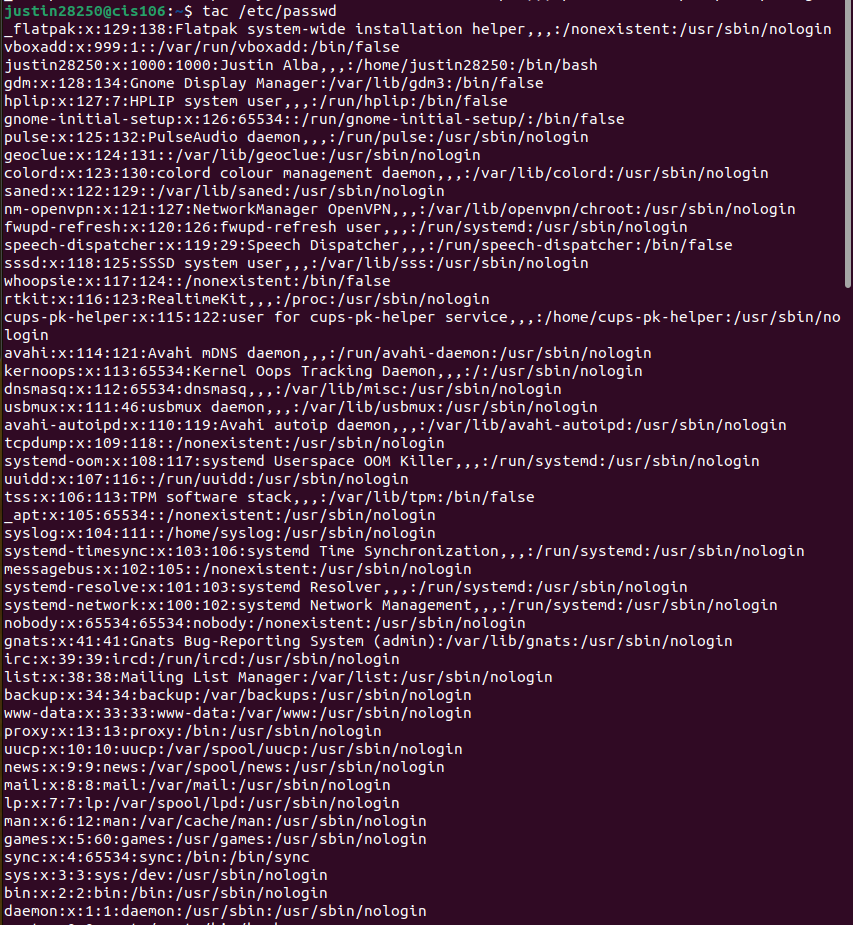 justin28250@cis106:~$ tac /etc/passwd
_flatpak:x:129:138:Flatpak system-wide installation helper,,,:/nonexistent:/usr/sbin/nologin
vboxadd:x:999:1::/var/run/vboxadd:/bin/false
justin28250:x:1000:1000:Justin Alba,,,:/home/justin28250:/bin/bash
gdm:x:128:134:Gnome Display Manager:/var/lib/gdm3:/bin/false
hplip:x:127:7:HPLIP system user,,,:/run/hplip:/bin/false
gnome-initial-setup:x:126:65534::/run/gnome-initial-setup/:/bin/false
pulse:x:125:132:PulseAudio daemon,,,:/run/pulse:/usr/sbin/nologin
geoclue:x:124:131::/var/lib/geoclue:/usr/sbin/nologin
colord:x:123:130:colord colour management daemon,,,:/var/lib/colord:/usr/sbin/nologin
saned:x:122:129::/var/lib/saned:/usr/sbin/nologin
nm-openvpn:x:121:127:NetworkManager OpenVPN,,,:/var/lib/openvpn/chroot:/usr/sbin/nologin
fwupd-refresh:x:120:126:fwupd-refresh user,,,:/run/systemd:/usr/sbin/nologin
speech-dispatcher:x:119:29:Speech Dispatcher,,,:/run/speech-dispatcher:/bin/false
sssd:x:118:125:SSSD system user,,,:/var/lib/sss:/usr/sbin/nologin
whoopsie:x:117:124::/nonexistent:/bin/false
rtkit:x:116:123:RealtimeKit,,,:/proc:/usr/sbin/nologin
cups-pk-helper:x:115:122:user for cups-pk-helper service,,,:/home/cups-pk-helper:/usr/sbin/no
login
avahi:x:114:121:Avahi mDNS daemon,,,:/run/avahi-daemon:/usr/sbin/nologin
kernoops:x:113:65534:Kernel Oops Tracking Daemon,,,:/:/usr/sbin/nologin
dnsmasq:x:112:65534:dnsmasq,,,:/var/lib/misc:/usr/sbin/nologin
usbmux:x:111:46:usbmux daemon,,,:/var/lib/usbmux:/usr/sbin/nologin
avahi-autoipd:x:110:119:Avahi autoip daemon,,,:/var/lib/avahi-autoipd:/usr/sbin/nologin
tcpdump:x:109:118::/nonexistent:/usr/sbin/nologin
systemd-oom:x:108:117:systemd Userspace OOM Killer,,,:/run/systemd:/usr/sbin/nologin
uuidd:x:107:116::/run/uuidd:/usr/sbin/nologin
tss:x:106:113:TPM software stack,,,:/var/lib/tpm:/bin/false
_apt:x:105:65534::/nonexistent:/usr/sbin/nologin
syslog:x:104:111::/home/syslog:/usr/sbin/nologin
systemd-timesync:x:103:106:systemd Time Synchronization,,,:/run/systemd:/usr/sbin/nologin
messagebus:x:102:105::/nonexistent:/usr/sbin/nologin
systemd-resolve:x:101:103:systemd Resolver,,,:/run/systemd:/usr/sbin/nologin
systemd-network:x:100:102:systemd Network Management,,,:/run/systemd:/usr/sbin/nologin
nobody:x:65534:65534:nobody:/nonexistent:/usr/sbin/nologin
gnats:x:41:41:Gnats Bug-Reporting System (admin):/var/lib/gnats:/usr/sbin/nologin
irc:x:39:39:ircd:/run/ircd:/usr/sbin/nologin
list:x:38:38:Mailing List Manager:/var/list:/usr/sbin/nologin
backup:x:34:34:backup:/var/backups:/usr/sbin/nologin
www-data:x:33:33:www-data:/var/www:/usr/sbin/nologin
proxy:x:13:13:proxy:/bin:/usr/sbin/nologin
uucp:x:10:10:uucp:/var/spool/uucp:/usr/sbin/nologin
news:x:9:9:news:/var/spool/news:/usr/sbin/nologin
mail:x:8:8:mail:/var/mail:/usr/sbin/nologin
lp:x:7:7:lp:/var/spool/lpd:/usr/sbin/nologin
man:x:6:12:man:/var/cache/man:/usr/sbin/nologin
games:x:5:60:games:/usr/games:/usr/sbin/nologin
sync:x:4:65534:sync:/bin:/bin/sync
sys:x:3:3:sys:/dev:/usr/sbin/nologin
bin:x:2:2:bin:/bin:/usr/sbin/nologin
daemon:x:1:1:daemon:/usr/sbin:/usr/sbin/nologin